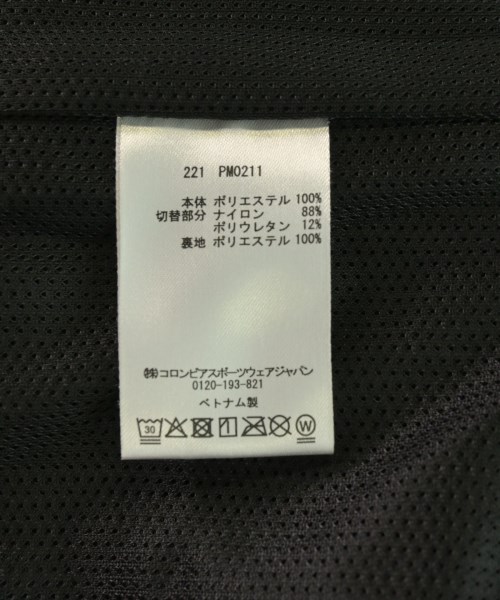 221 PM0211
本体 ポリエステル 100%
切替部分 ナイロン 88%
ポリウレタン 12%
裏地 ポリエステル 100%
㈱コロンビアスポーツウェアジャパン
0120-193-821
ベトナム製
30
W